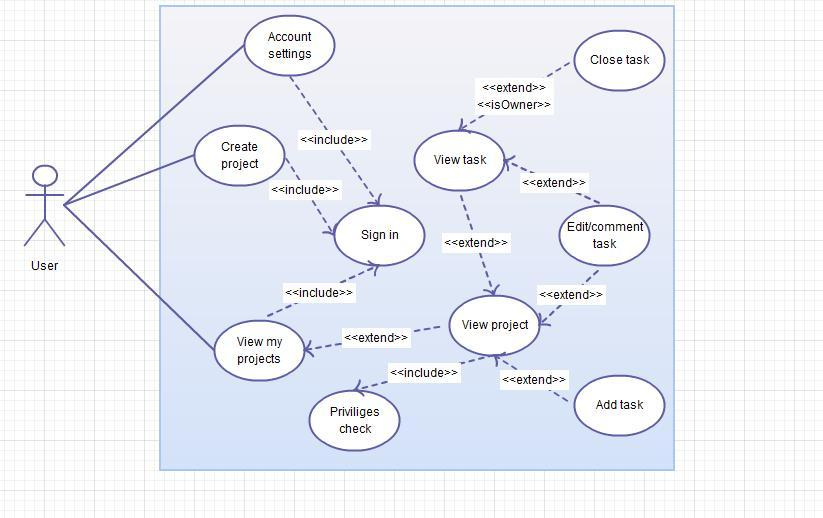 Account
settings
Close task
<<extend>>
<<isOwner>>
<<include>>
Create
project
View task
<<include>>
<<extend>>
Sign in
Edit/comment
task
<<extend>>
User
<<include>>
<<extend>>
View project
<<extend>>
View my
projects
<<include>>
<<extend>>
Priviliges
check
Add task